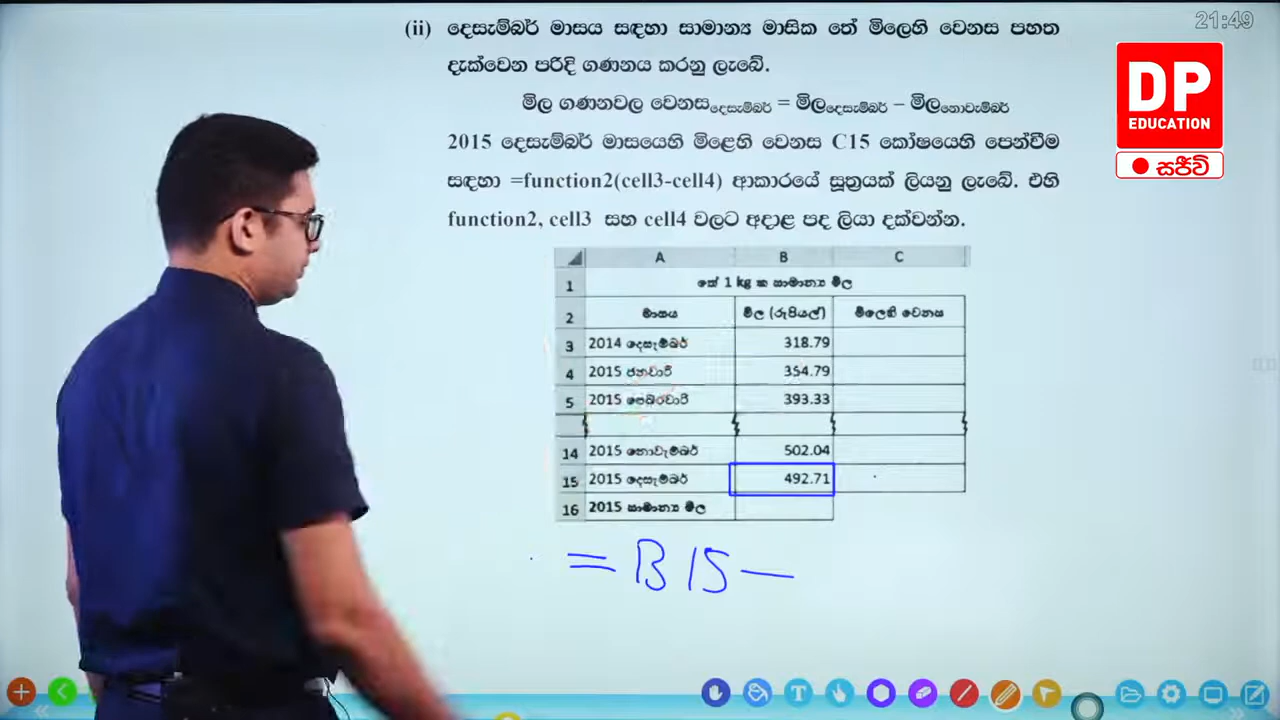 21:49
(ii) දෙසැම්බර් මාසය සඳහා සාමාන්‍ය මාසික තේ මිලෙහි වෙනස පහත
දැක්වෙන පරිදි ගණනය කරනු ලැබේ.
මිල ගණන්වල වෙනසදෙසැම්බර් = මිලදෙසැම්බර් – මිලනොවැම්බර්
2015 දෙසැම්බර් මාසයෙහි මිළෙහි වෙනස C15 කෝෂයෙහි පෙන්වීම
සඳහා =function2(cell3-cell4) ආකාරයේ සූත්‍රයක් ලියනු ලැබේ. එහි
function2, cell3 සහ cell4 වලට අදාළ පද ලියා දක්වන්න.
DP
EDUCATION
සජීවී
A B C
1 තේ 1 kg ක සාමාන්‍ය මිල
2 මාසය මිල (රුපියල්) මිලෙහි වෙනස
3 2014 දෙසැම්බර් 318.79
4 2015 ජනවාරි 354.79
5 2015 පෙබරවාරි 393.33
14 2015 නොවැම්බර් 502.04
15 2015 දෙසැම්බර් 492.71
16 2015 සාමාන්‍ය මිල
= B15 —